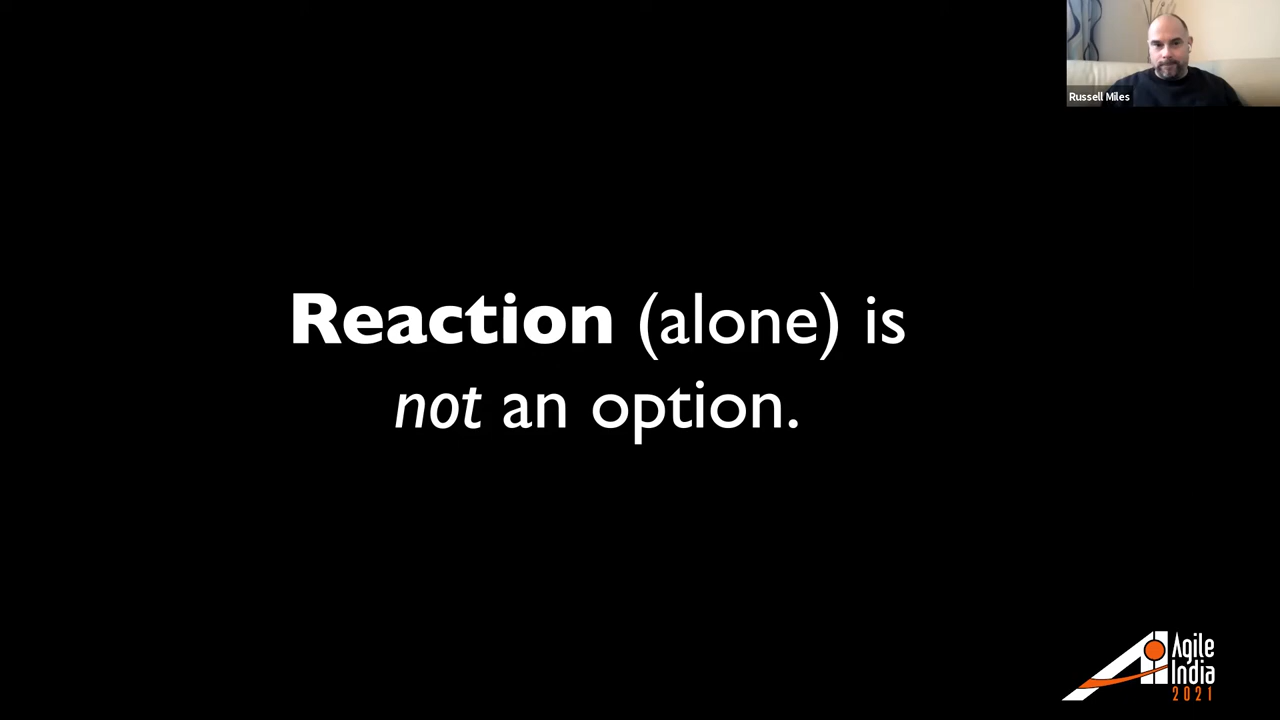 Russell Miles
Reaction (alone) is
not an option.
Agile
India
2021